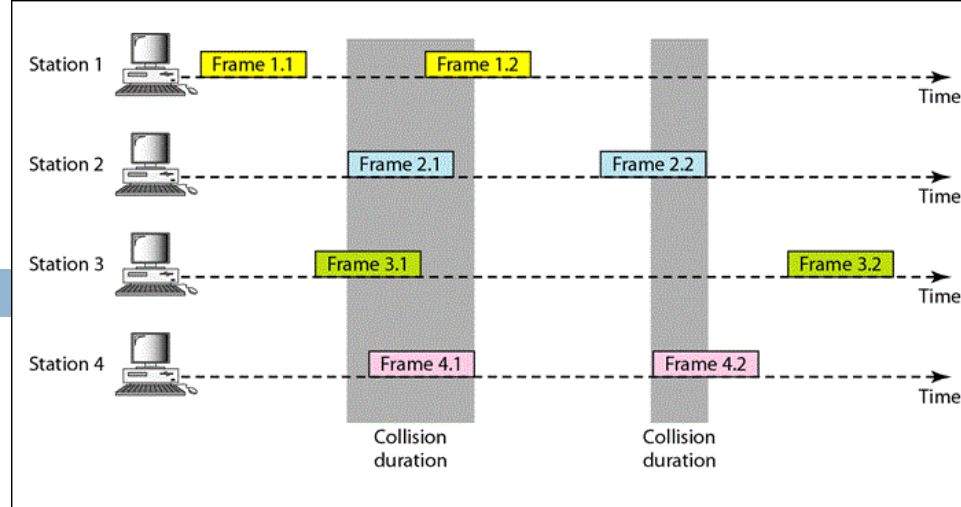 Station 1
Frame 1.1
Frame 1.2
Time
Station 2
Frame 2.1
Frame 2.2
Time
Station 3
Frame 3.1
Frame 3.2
Time
Station 4
Frame 4.1
Frame 4.2
Time
Collision
duration
Collision
duration